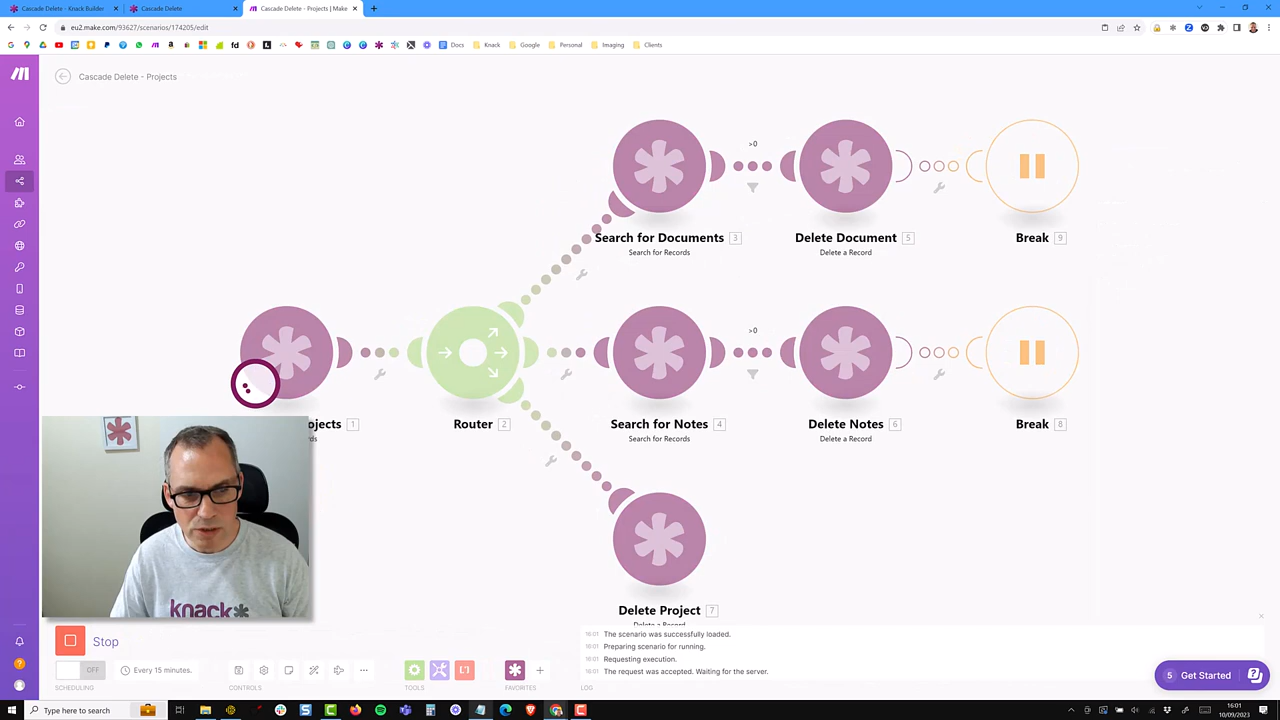 Cascade Delete - Knack Builder
Cascade Delete
Cascade Delete - Projects | Make
eu2.make.com/93627/scenarios/174205/edit
Docs
Knack
Google
Personal
Imaging
Clients
Cascade Delete - Projects
>0
Search for Documents 3
Search for Records
Delete Document 5
Delete a Record
Break 9
>0
ojects 1
ords
Router 2
Search for Notes 4
Search for Records
Delete Notes 6
Delete a Record
Break 8
Delete Project 7
Delete a Record
knack
Stop
OFF
Every 15 minutes.
SCHEDULING
CONTROLS
TOOLS
FAVORITES
LOG
16:01 The scenario was successfully loaded.
16:01 Preparing scenario for running.
16:01 Requesting execution.
16:01 The request was accepted. Waiting for the server.
5 Get Started
Type here to search
16:01
10/09/2023